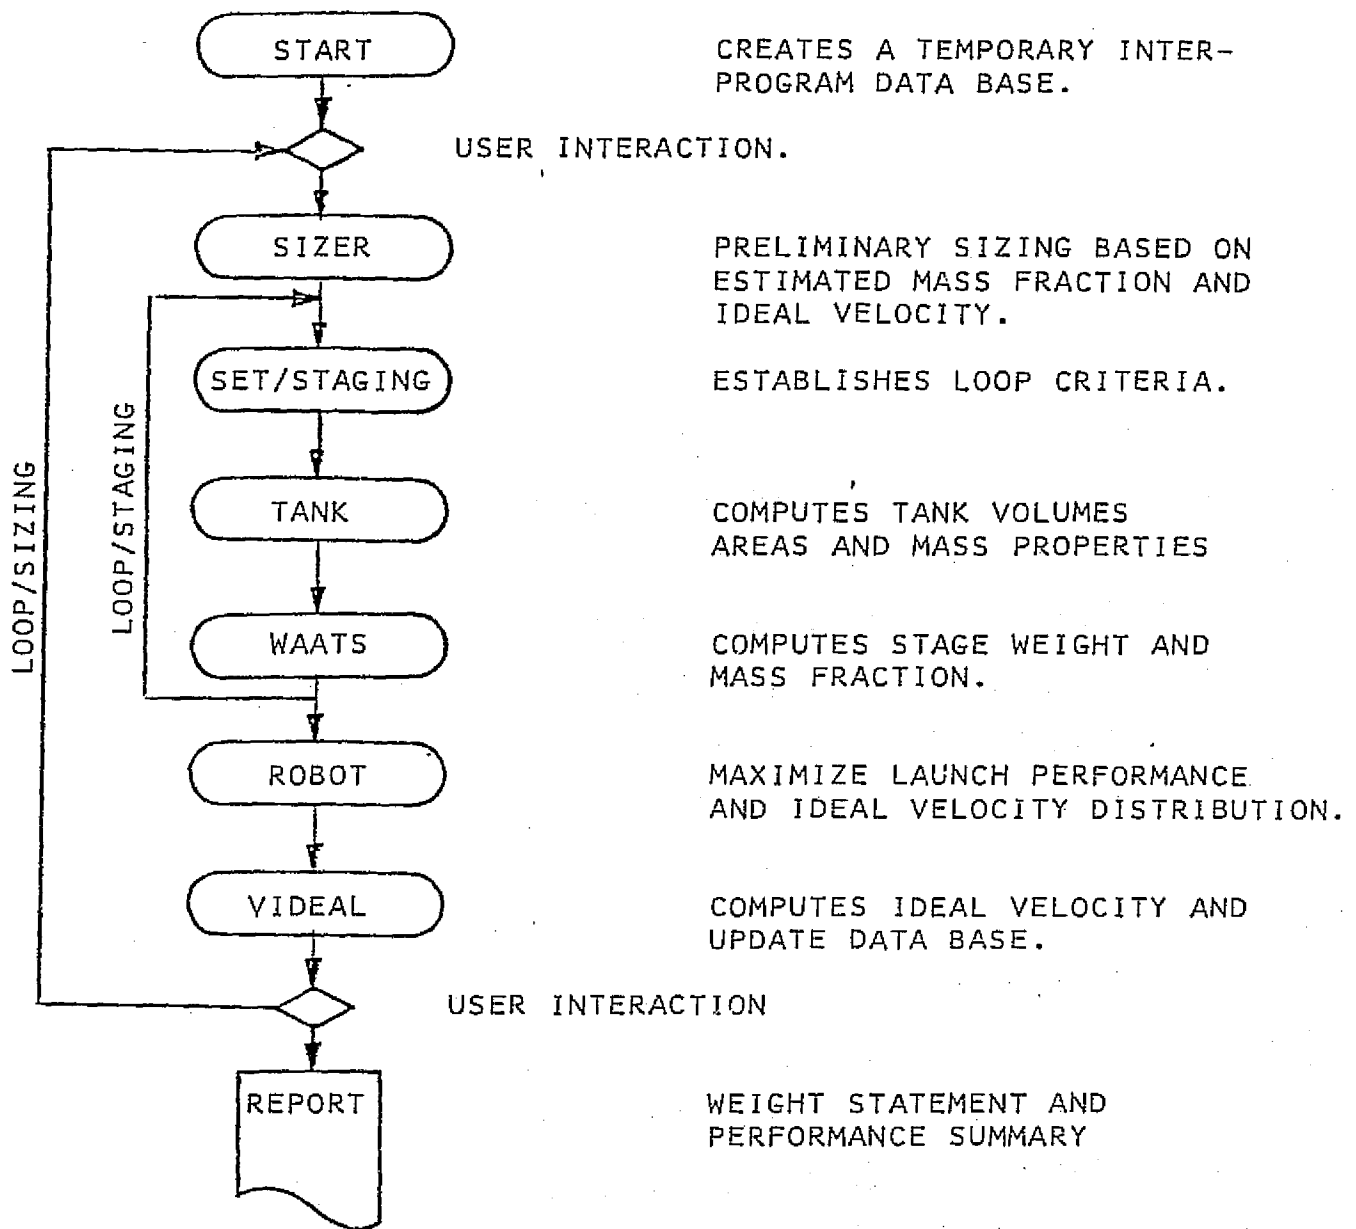 START
CREATES A TEMPORARY INTER-
PROGRAM DATA BASE.
USER INTERACTION.
SIZER
PRELIMINARY SIZING BASED ON
ESTIMATED MASS FRACTION AND
IDEAL VELOCITY.
SET/STAGING
ESTABLISHES LOOP CRITERIA.
LOOP/SIZING
LOOP/STAGING
TANK
COMPUTES TANK VOLUMES
AREAS AND MASS PROPERTIES
WAATS
COMPUTES STAGE WEIGHT AND
MASS FRACTION.
ROBOT
MAXIMIZE LAUNCH PERFORMANCE
AND IDEAL VELOCITY DISTRIBUTION.
VIDEAL
COMPUTES IDEAL VELOCITY AND
UPDATE DATA BASE.
USER INTERACTION
REPORT
WEIGHT STATEMENT AND
PERFORMANCE SUMMARY